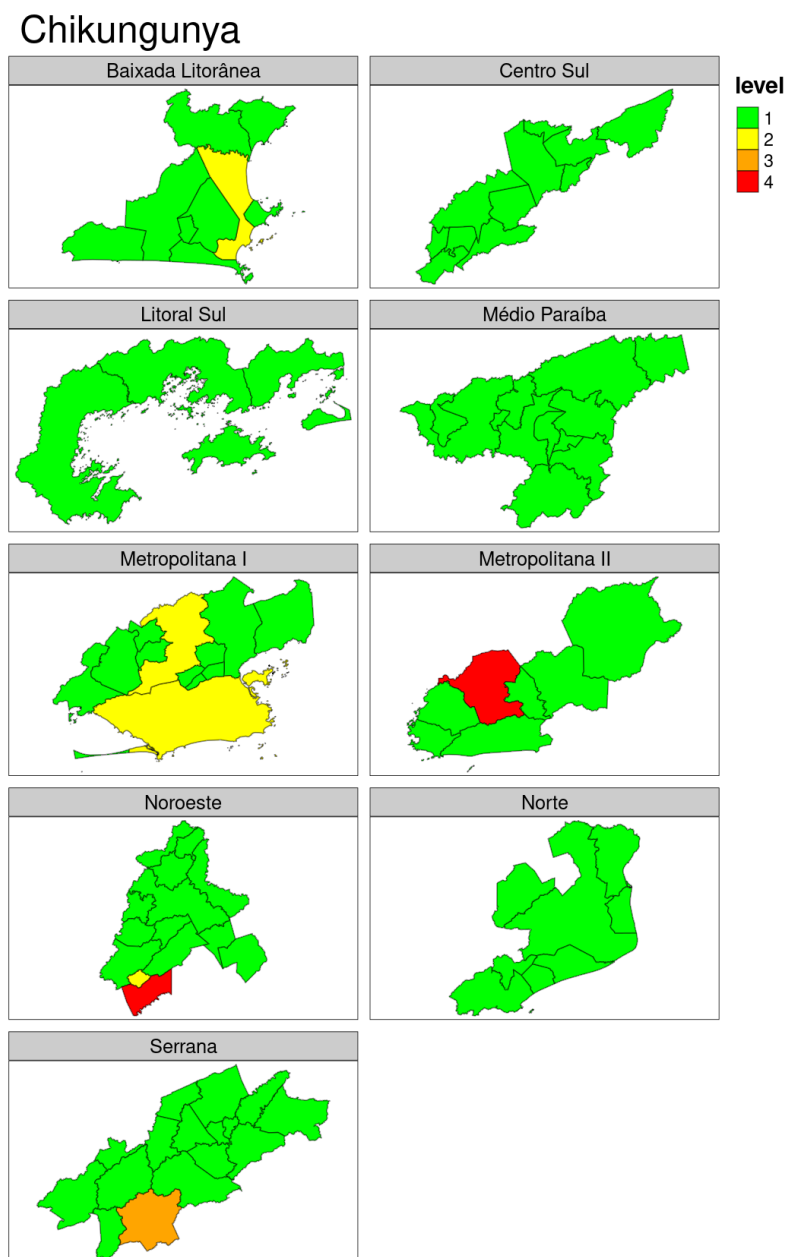 Chikungunya
Baixada Litorânea
Centro Sul
level
1
2
3
4
Litoral Sul
Médio Paraíba
Metropolitana I
Metropolitana II
Noroeste
Norte
Serrana